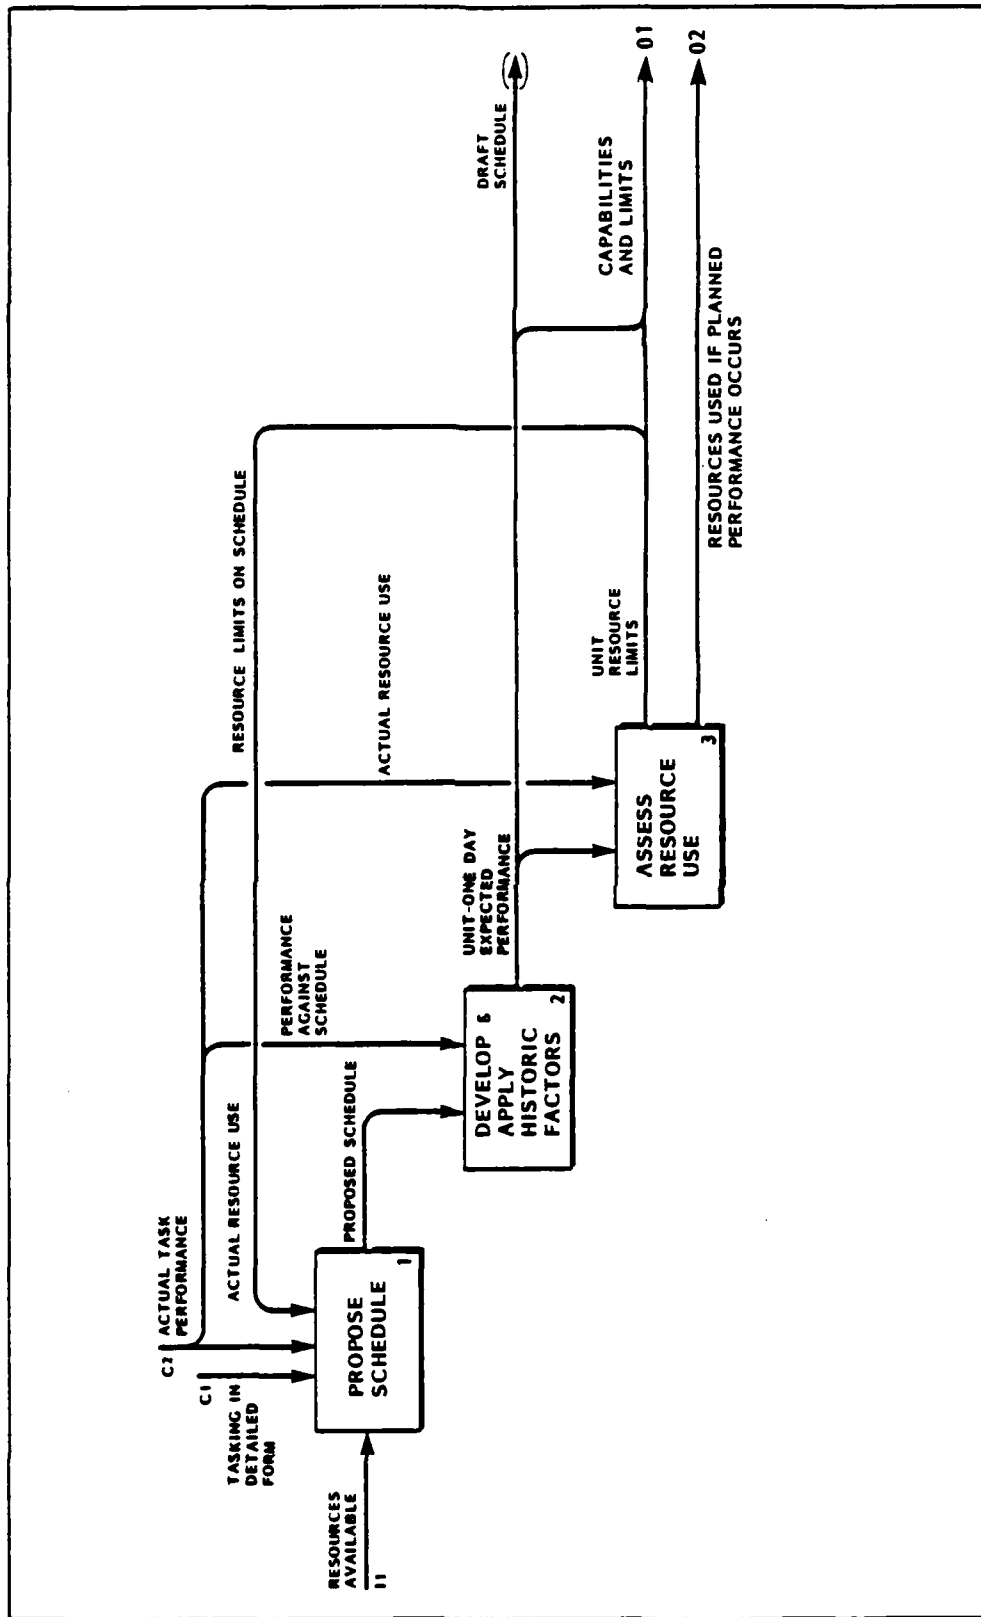 C2
ACTUAL TASK
PERFORMANCE
C1
TASKING IN
DETAILED
FORM
RESOURCES
AVAILABLE
I1
ACTUAL RESOURCE USE
PROPOSE
SCHEDULE
1
PROPOSED SCHEDULE
PERFORMANCE
AGAINST
SCHEDULE
DEVELOP &
APPLY
HISTORIC
FACTORS
2
RESOURCE LIMITS ON SCHEDULE
ACTUAL RESOURCE USE
UNIT-ONE DAY
EXPECTED
PERFORMANCE
ASSESS
RESOURCE
USE
3
UNIT
RESOURCE
LIMITS
DRAFT
SCHEDULE
( )
CAPABILITIES
AND LIMITS
O1
RESOURCES USED IF PLANNED
PERFORMANCE OCCURS
O2